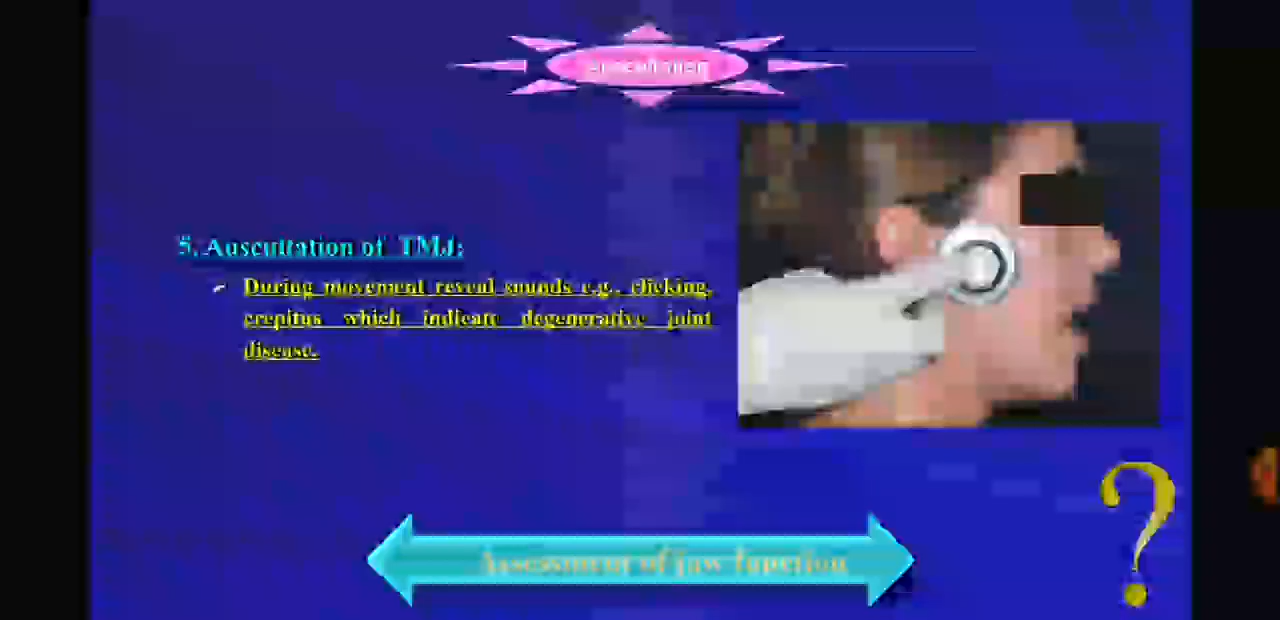 Auscultation
5. Auscultation of TMJ:
During movement reveal sounds e.g., clicking,
crepitus which indicate degenerative joint
disease.
Assessment of jaw function
?